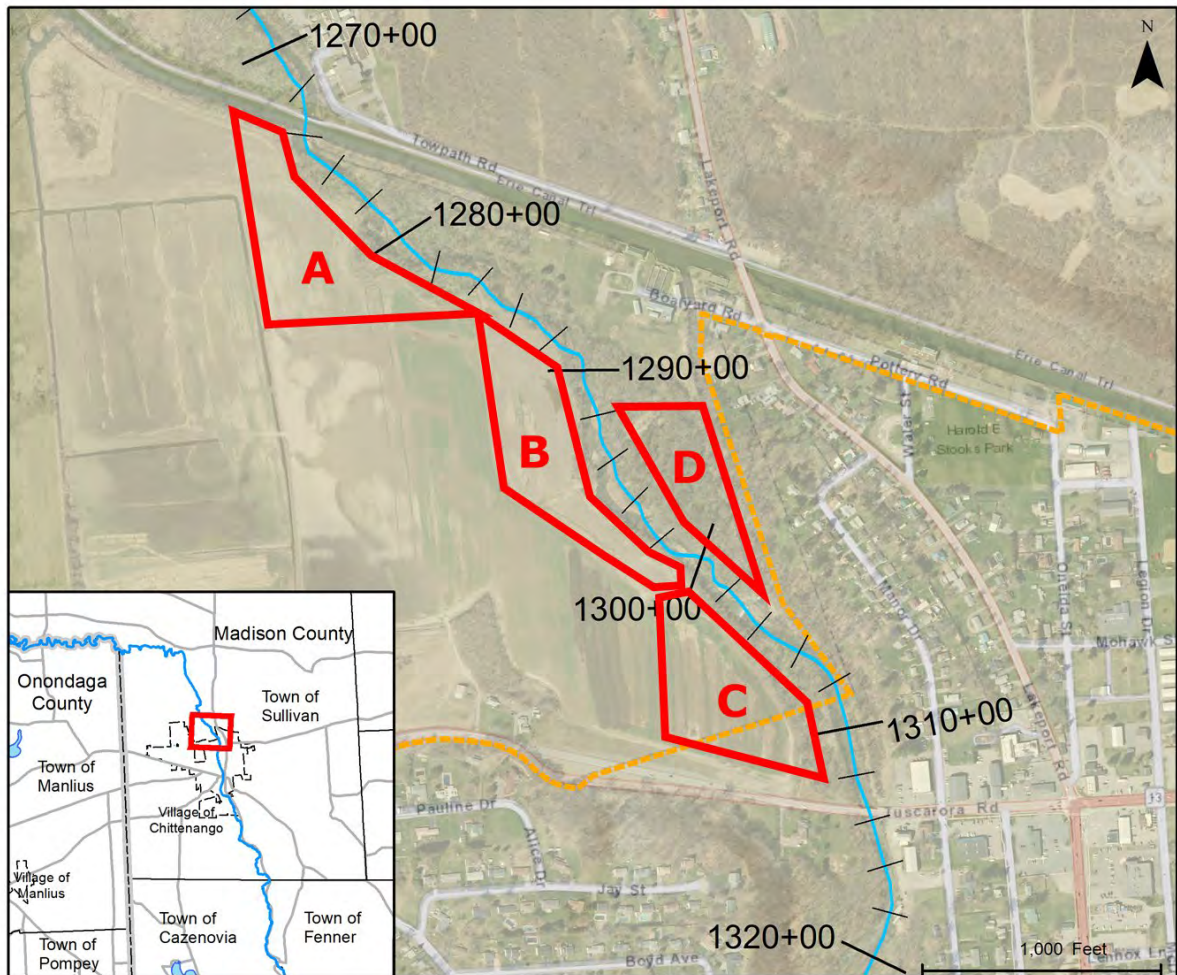 1270+00
N
Towpath Rd
Erie Canal Trl
Lakeport Rd
1280+00
A
Boatyard Rd
Pottery Rd
Erie Canal Trl
1290+00
Water St
Harold E
Stooks Park
B
D
1300+00
Manor Dr
Oneida St
Legion Dr
Mohawk S
C
1310+00
Lakeport Rd
Pauline Dr
Alice Dr
Tuscarora Rd
13
Jay St
1320+00
Boyd Ave
1,000 Feet
Lennox Ln
Madison County
Onondaga
County
Town of
Sullivan
Town of
Manlius
Village of
Chittenango
Village of
Manlius
Town of
Cazenovia
Town of
Fenner
Town of
Pompey